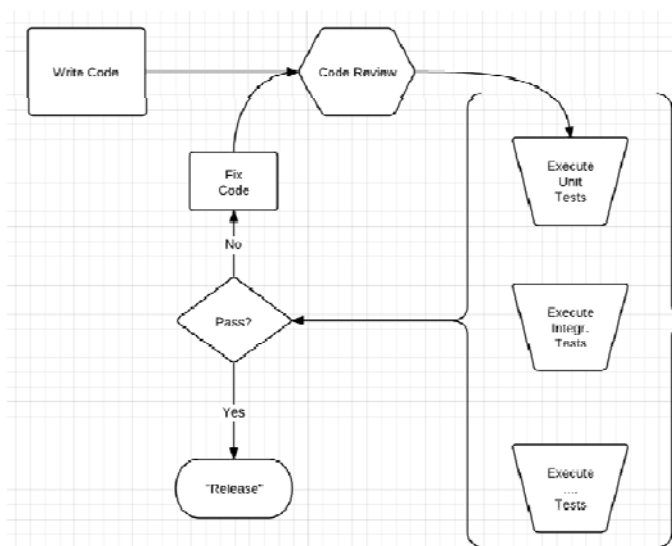 Write Code
Code Review
Execute
Unit
Tests
Fix
Code
No
Pass?
Execute
Integr.
Tests
Yes
"Release"
Execute
....
Tests